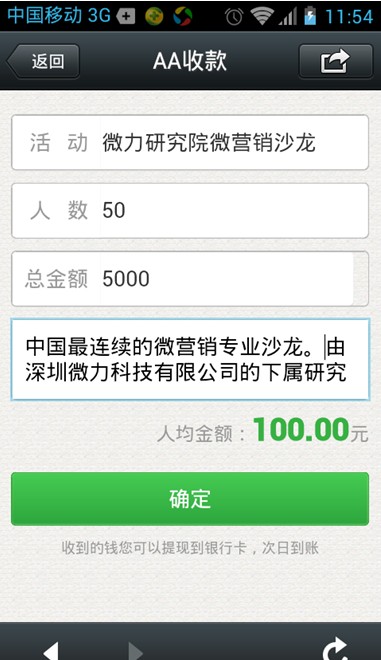 中国移动 3G 11:54
返回 AA收款
活 动 微力研究院微营销沙龙
人 数 50
总金额 5000
中国最连续的微营销专业沙龙。由
深圳微力科技有限公司的下属研究
人均金额：100.00元
确定
收到的钱您可以提现到银行卡，次日到账